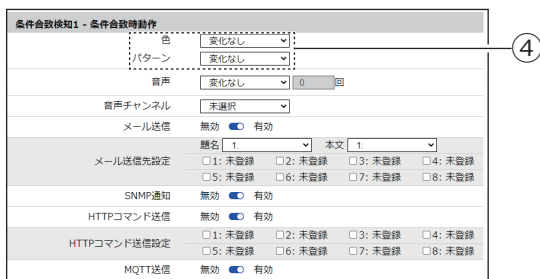 条件合致検知1 - 条件合致時動作
色 変化なし
④
パターン 変化なし
音声 変化なし 0 回
音声チャンネル 未選択
メール送信 無効 有効
題名 1. 本文 1:
メール送信先設定 □1: 未登録 □2: 未登録 □3: 未登録 □4: 未登録
□5: 未登録 □6: 未登録 □7: 未登録 □8: 未登録
SNMP通知 無効 有効
HTTPコマンド送信 無効 有効
HTTPコマンド送信設定 □1: 未登録 □2: 未登録 □3: 未登録 □4: 未登録
□5: 未登録 □6: 未登録 □7: 未登録 □8: 未登録
MQTT送信 無効 有効